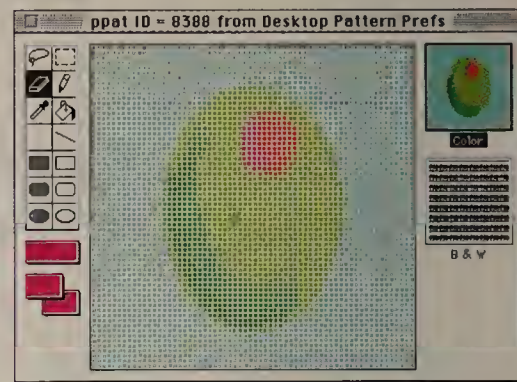 ppat ID = 8388 from Desktop Pattern Prefs
Color
B & W